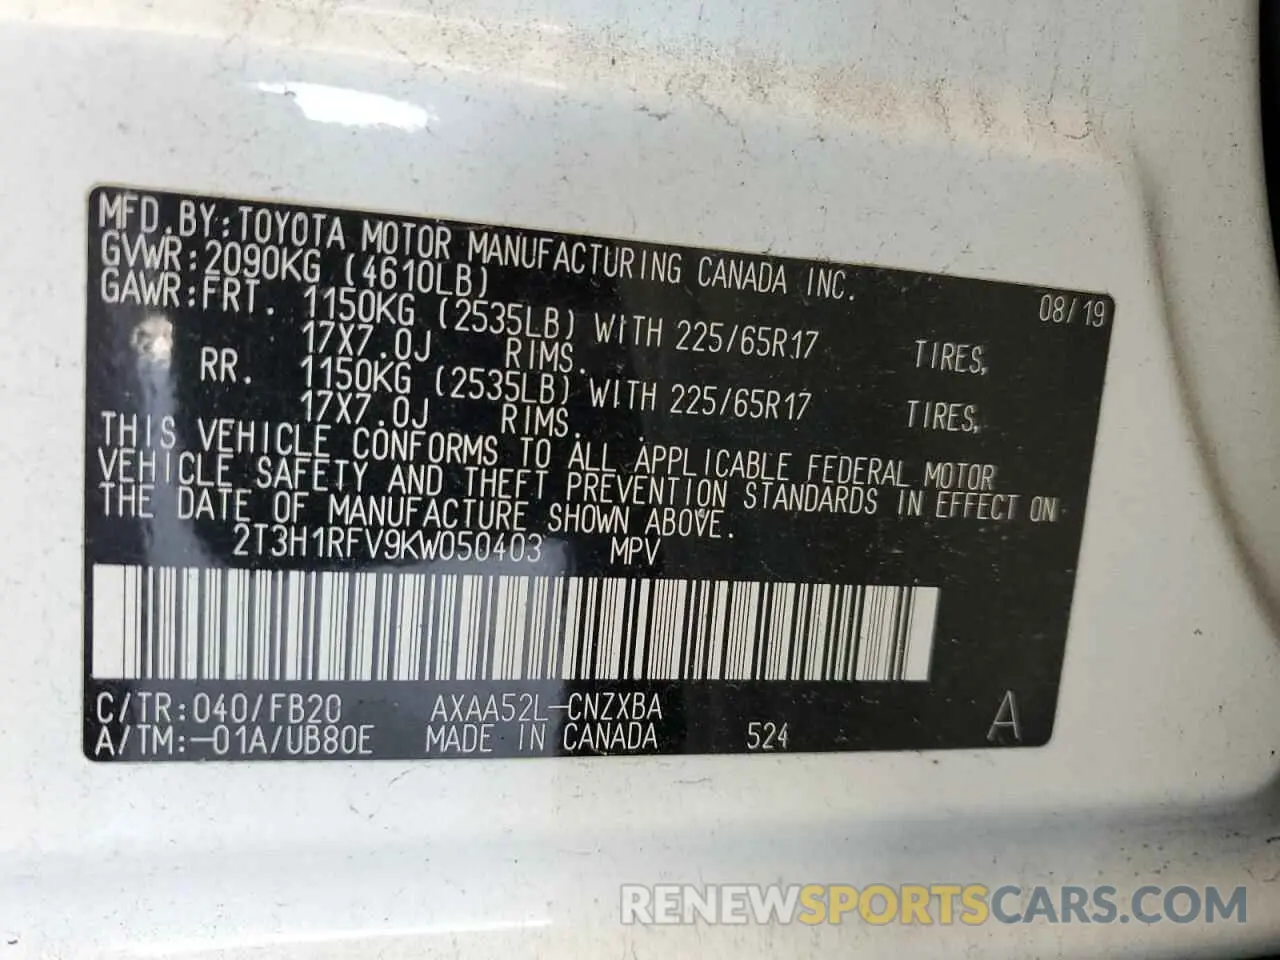 MFD.BY:TOYOTA MOTOR MANUFACTURING CANADA INC. 08/19
GVWR:2090KG (4610LB)
GAWR:FRT. 1150KG (2535LB) WITH 225/65R17 TIRES,
17X7.0J RIMS.
RR. 1150KG (2535LB) WITH 225/65R17 TIRES,
17X7.0J RIMS.
THIS VEHICLE CONFORMS TO ALL APPLICABLE FEDERAL MOTOR
VEHICLE SAFETY AND THEFT PREVENTION STANDARDS IN EFFECT ON
THE DATE OF MANUFACTURE SHOWN ABOVE.
2T3H1RFV9KW050403 MPV
C/TR:040/FB20 AXAA52L-CNZXBA
A/TM:-01A/UB80E MADE IN CANADA 524 A
RENEWSPORTSCARS.COM